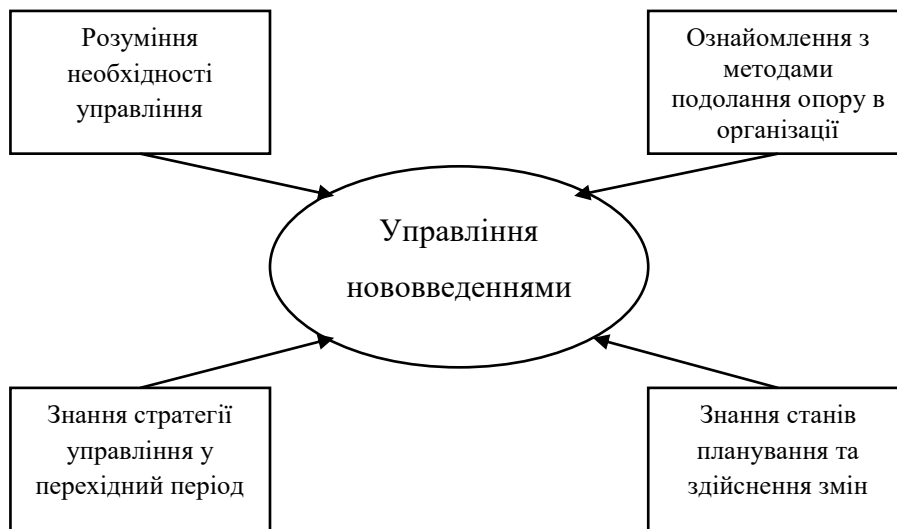 Розуміння
необхідності
управління
Ознайомлення з
методами
подолання опору в
організації
Управління
нововведеннями
Знання стратегії
управління у
перехідний період
Знання станів
планування та
здійснення змін